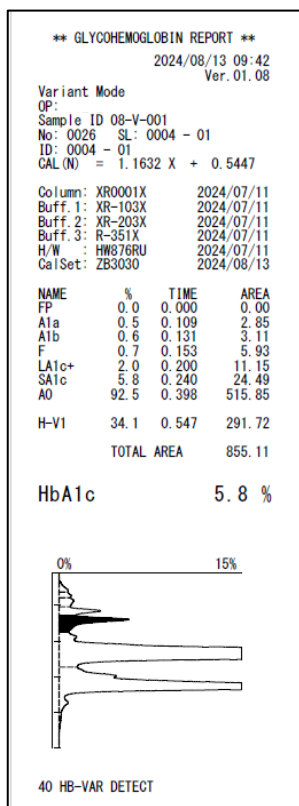 ** GLYCOHEMOGLOBIN REPORT **
2024/08/13 09:42
Ver.01.08
Variant Mode
OP:
Sample ID 08-V-001
No: 0026 SL: 0004 - 01
ID: 0004 - 01
CAL(N) = 1.1632 X + 0.5447
Column: XR0001X 2024/07/11
Buff.1: XR-103X 2024/07/11
Buff.2: XR-203X 2024/07/11
Buff.3: R-351X 2024/07/11
H/W : HW876RU 2024/07/11
CalSet: ZB3030 2024/08/13
NAME % TIME AREA
FP 0.0 0.000 0.00
A1a 0.5 0.109 2.85
A1b 0.6 0.131 3.11
F 0.7 0.153 5.93
LA1c+ 2.0 0.200 11.15
SA1c 5.8 0.240 24.49
A0 92.5 0.398 515.85
H-V1 34.1 0.547 291.72
TOTAL AREA 855.11
HbA1c 5.8 %
0% 15%
40 HB-VAR DETECT